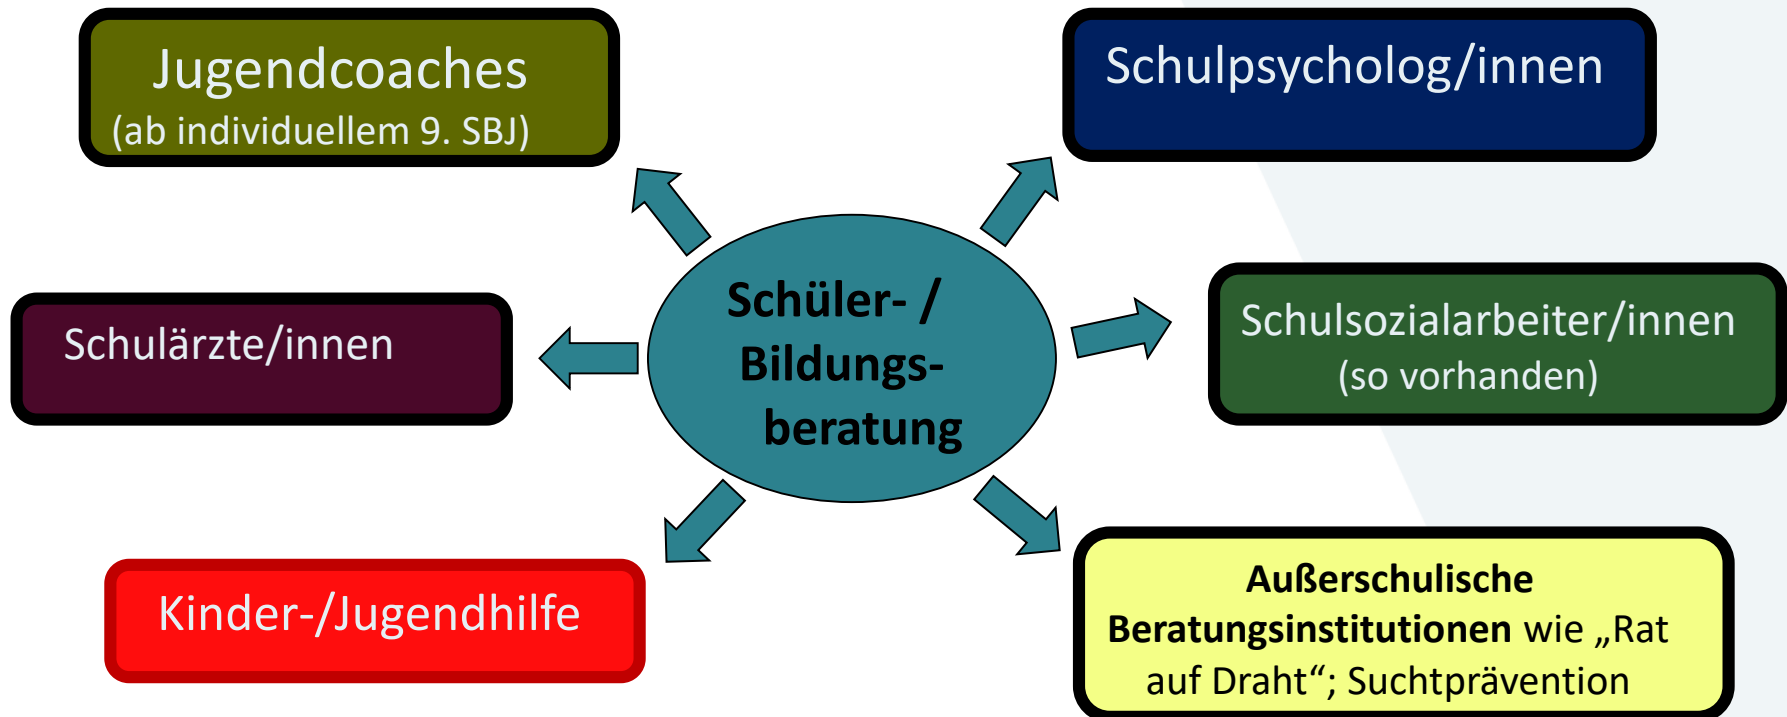 Jugendcoaches
(ab individuellem 9. SBJ)
Schulpsycholog/innen
Schulärzte/innen
Schüler- /
Bildungs-
beratung
Schulsozialarbeiter/innen
(so vorhanden)
Kinder-/Jugendhilfe
Außerschulische
Beratungsinstitutionen wie „Rat
auf Draht“; Suchtprävention